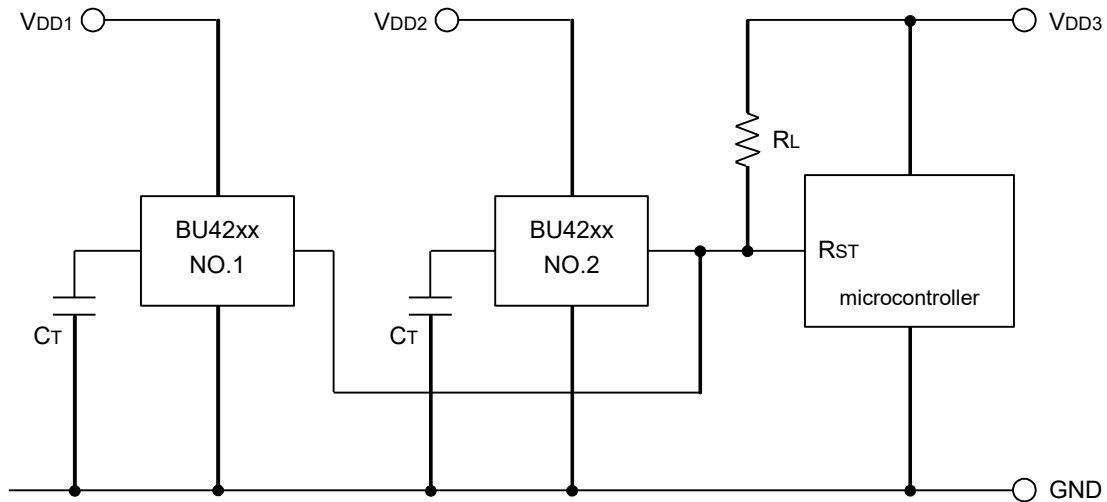 VDD1
VDD2
VDD3
RL
BU42xx
NO.1
BU42xx
NO.2
RST
microcontroller
CT
CT
GND